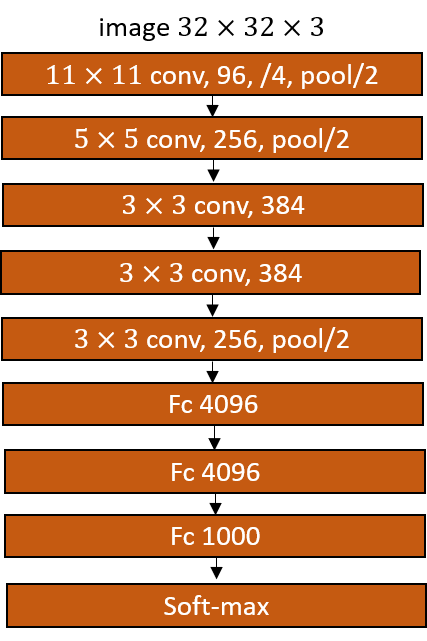 image 32 × 32 × 3
11 × 11 conv, 96, /4, pool/2
5 × 5 conv, 256, pool/2
3 × 3 conv, 384
3 × 3 conv, 384
3 × 3 conv, 256, pool/2
Fc 4096
Fc 4096
Fc 1000
Soft-max